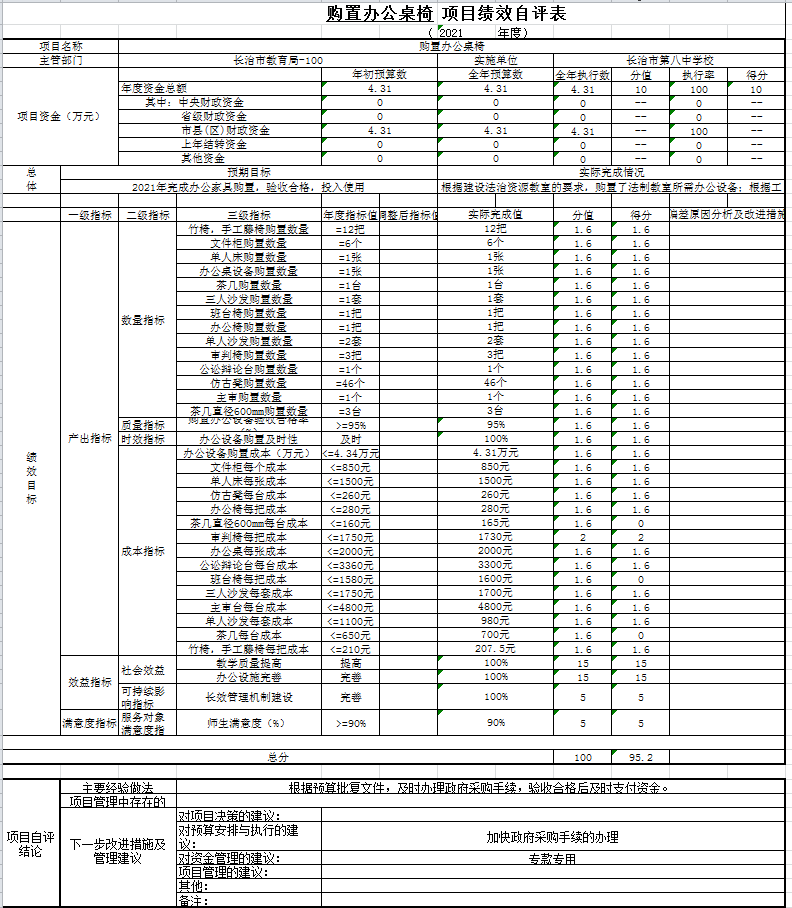 购置办公桌椅 项目绩效自评表
( 2021 年度)
项目名称 购置办公桌椅
主管部门 长治市教育局-100 实施单位 长治市第八中学校
项目资金（万元） 年初预算数 全年预算数 全年执行数 分值 执行率 得分
年度资金总额 4.31 4.31 4.31 10 100 10
其中：中央财政资金 0 0 0 -- 0 --
省级财政资金 0 0 0 -- 0 --
市县(区)财政资金 4.31 4.31 4.31 -- 100 --
上年结转资金 0 0 0 -- 0 --
其他资金 0 0 0 -- 0 --
总体 预期目标 实际完成情况
2021年完成办公家具购置，验收合格，投入使用 根据建设法治资源教室的要求，购置了法制教室所需办公设备；根据工
绩效目标 一级指标 二级指标 三级指标 年度指标值 调整后指标值 实际完成值 分值 得分 偏差原因分析及改进措施
产出指标 数量指标 竹椅，手工藤椅购置数量 =12把 12把 1.6 1.6
文件柜购置数量 =6个 6个 1.6 1.6
单人床购置数量 =1张 1张 1.6 1.6
办公桌设备购置数量 =1张 1张 1.6 1.6
茶几购置数量 =1台 1台 1.6 1.6
三人沙发购置数量 =1套 1套 1.6 1.6
班台椅购置数量 =1把 1把 1.6 1.6
办公椅购置数量 =1把 1把 1.6 1.6
单人沙发购置数量 =2套 2套 1.6 1.6
审判椅购置数量 =3把 3把 1.6 1.6
公讼辩论台购置数量 =1个 1个 1.6 1.6
仿古凳购置数量 =46个 46个 1.6 1.6
主审购置数量 =1个 1个 1.6 1.6
茶几直径600mm购置数量 =3台 3台 1.6 1.6
质量指标 购置办公设备验收合格率 >=95% 95% 1.6 1.6
时效指标 办公设备购置及时性 及时 100% 1.6 1.6
成本指标 办公设备购置成本（万元） <=4.34万元 4.31万元 1.6 1.6
文件柜每个成本 <=850元 850元 1.6 1.6
单人床每张成本 <=1500元 1500元 1.6 1.6
仿古凳每台成本 <=260元 260元 1.6 1.6
办公椅每把成本 <=280元 280元 1.6 1.6
茶几直径600mm每台成本 <=160元 165元 1.6 0
审判椅每把成本 <=1750元 1730元 2 2
办公桌每张成本 <=2000元 2000元 1.6 1.6
公讼辩论台每台成本 <=3360元 3300元 1.6 1.6
班台椅每把成本 <=1580元 1600元 1.6 0
三人沙发每套成本 <=1750元 1700元 1.6 1.6
主审台每台成本 <=4800元 4800元 1.6 1.6
单人沙发每套成本 <=1100元 980元 1.6 1.6
茶几每台成本 <=650元 700元 1.6 0
竹椅，手工藤椅每把成本 <=210元 207.5元 1.6 1.6
效益指标 社会效益 教学质量提高 提高 100% 15 15
办公设施完善 完善 100% 15 15
可持续影响指标 长效管理机制建设 完善 100% 5 5
满意度指标 服务对象满意度指 师生满意度（%） >=90% 90% 5 5
总分 100 95.2
项目自评结论 主要经验做法 根据预算批复文件，及时办理政府采购手续，验收合格后及时支付资金。
项目管理中存在的
下一步改进措施及管理建议 对项目决策的建议：
对预算安排与执行的建议： 加快政府采购手续的办理
对资金管理的建议： 专款专用
项目管理的建议：
其他：
备注：